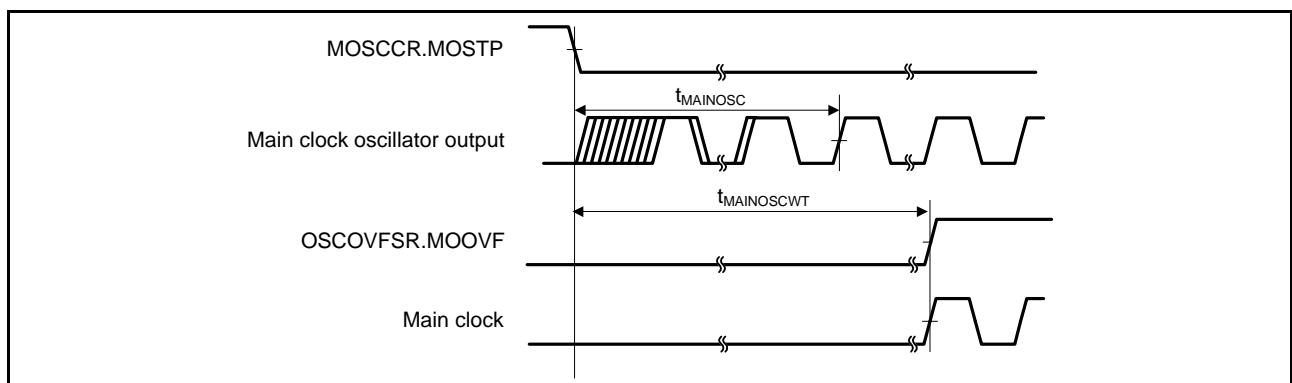 MOSCCR.MOSTP
tMAINOSC
Main clock oscillator output
tMAINOSCWT
OSCOVFSR.MOOVF
Main clock